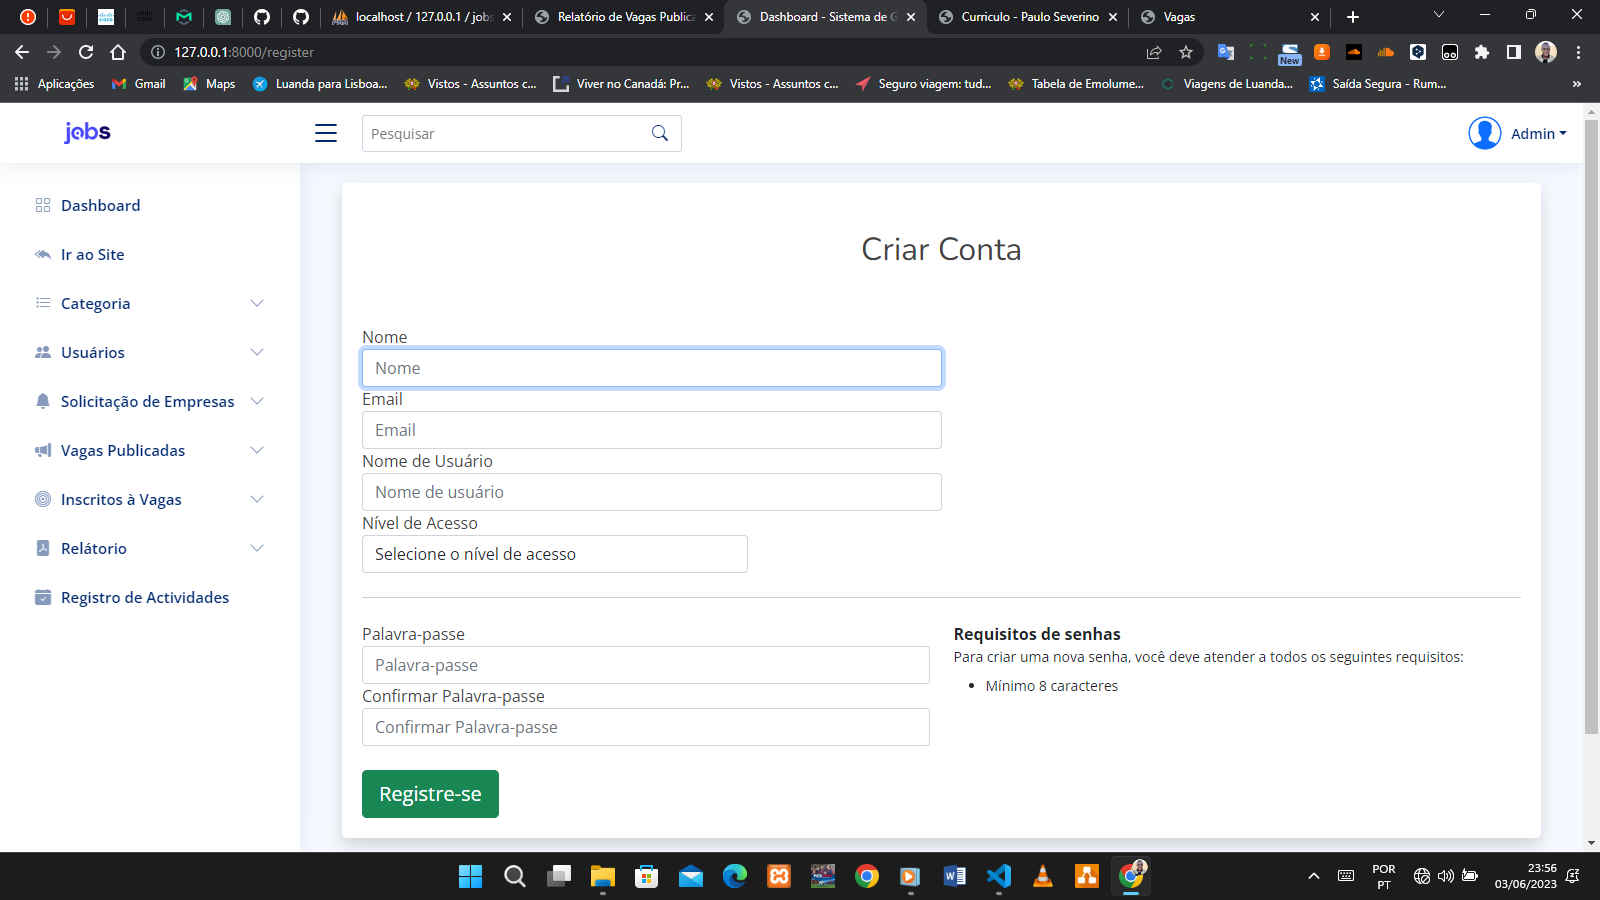 localhost / 127.0.0.1 / jobs
Relatório de Vagas Publica
Dashboard - Sistema de G
Curriculo - Paulo Severino
Vagas
127.0.0.1:8000/register
New
Aplicações
Gmail
Maps
Luanda para Lisboa...
Vistos - Assuntos c...
Viver no Canadá: Pr...
Vistos - Assuntos c...
Seguro viagem: tud...
Tabela de Emolume...
Viagens de Luanda...
Saída Segura - Rum...
»
jobs
Pesquisar
Admin
Dashboard
Ir ao Site
Categoria
Usuários
Solicitação de Empresas
Vagas Publicadas
Inscritos à Vagas
Relátorio
Registro de Actividades
Criar Conta
Nome
Nome
Email
Email
Nome de Usuário
Nome de usuário
Nível de Acesso
Selecione o nível de acesso
Palavra-passe
Palavra-passe
Confirmar Palavra-passe
Confirmar Palavra-passe
Requisitos de senhas
Para criar uma nova senha, você deve atender a todos os seguintes requisitos:
• Mínimo 8 caracteres
Registre-se
POR
PT
23:56
03/06/2023